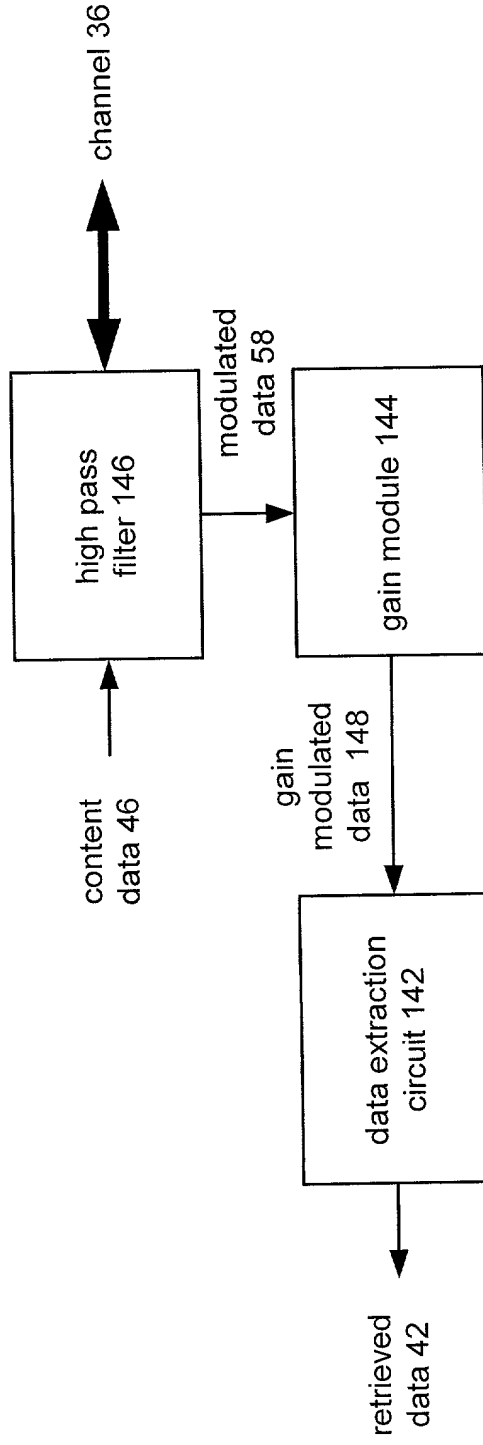 content
data 46
high pass
filter 146
channel 36
modulated
data 58
gain module 144
gain
modulated
data 148
data extraction
circuit 142
retrieved
data 42